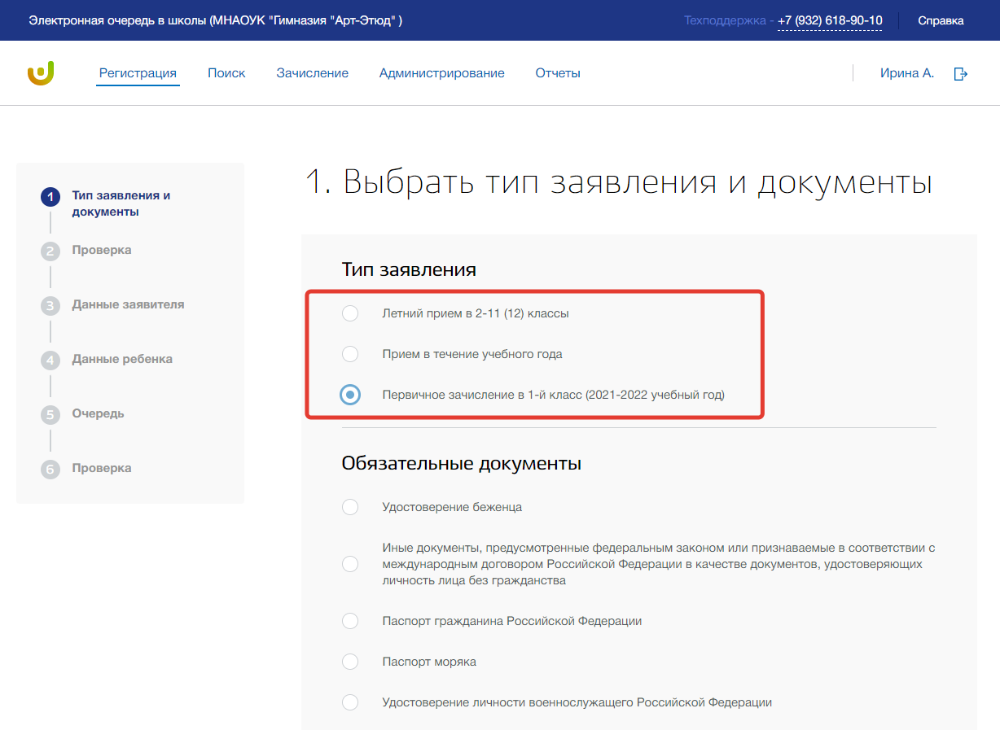 Электронная очередь в школы (МНАОУК "Гимназия "Арт-Этюд" )
Техподдержка - +7 (932) 618-90-10
Справка
Регистрация
Поиск
Зачисление
Администрирование
Отчеты
Ирина А.
1 Тип заявления и
документы
2 Проверка
3 Данные заявителя
4 Данные ребенка
5 Очередь
6 Проверка
1. Выбрать тип заявления и документы
Тип заявления
Летний прием в 2-11 (12) классы
Прием в течение учебного года
Первичное зачисление в 1-й класс (2021-2022 учебный год)
Обязательные документы
Удостоверение беженца
Иные документы, предусмотренные федеральным законом или признаваемые в соответствии с
международным договором Российской Федерации в качестве документов, удостоверяющих
личность лица без гражданства
Паспорт гражданина Российской Федерации
Паспорт моряка
Удостоверение личности военнослужащего Российской Федерации